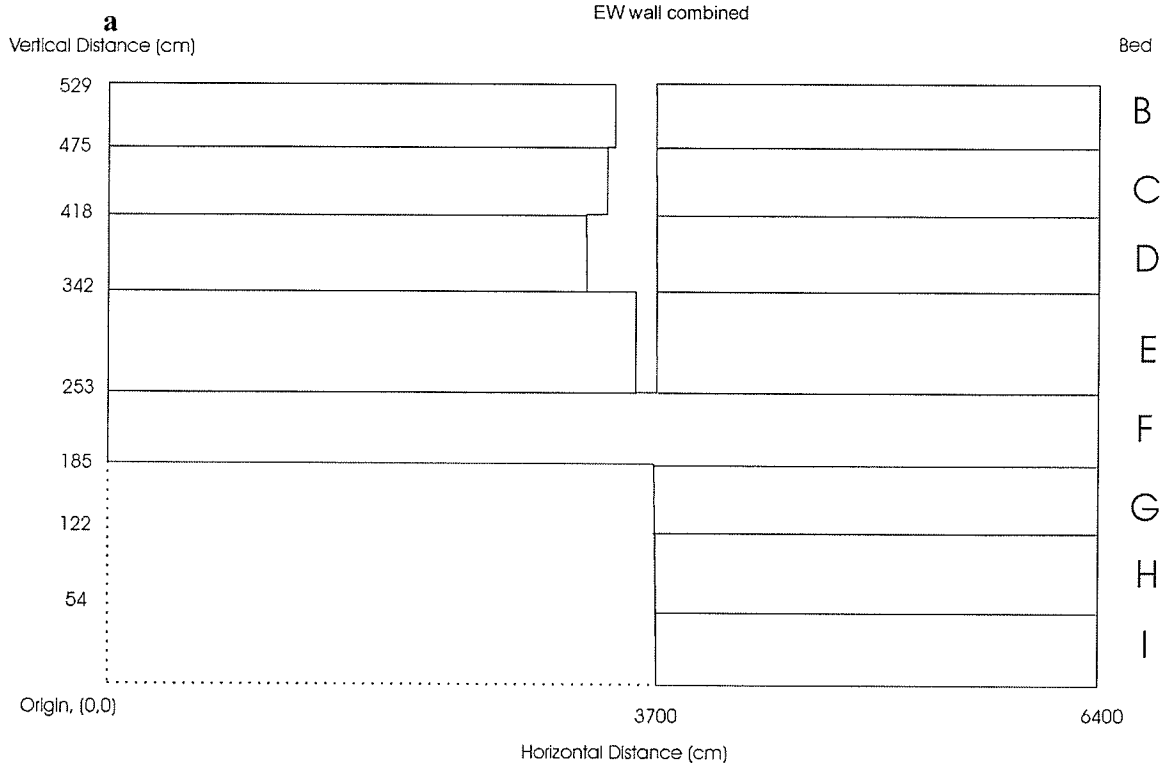 EW wall combined
a
Vertical Distance (cm)
Bed
529
B
475
C
418
D
342
E
253
F
185
G
122
H
54
I
Origin, (0,0)
3700
6400
Horizontal Distance (cm)